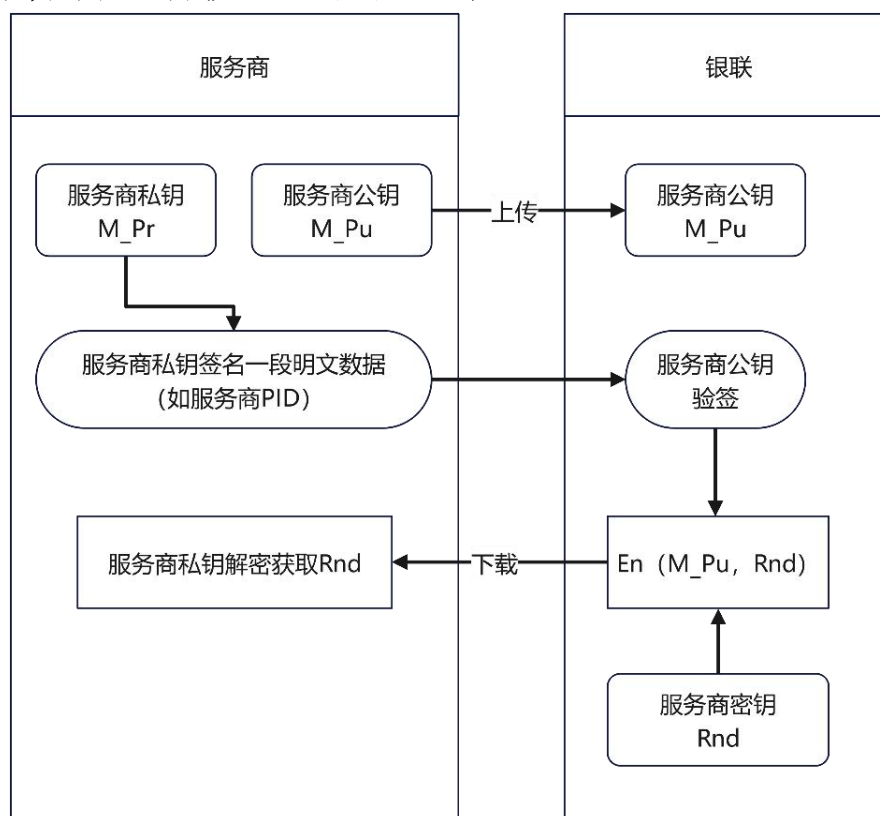 服务商
银联
服务商私钥
M_Pr
服务商公钥
M_Pu
上传
服务商公钥
M_Pu
服务商私钥签名一段明文数据
（如服务商PID）
服务商公钥
验签
服务商私钥解密获取Rnd
下载
En（M_Pu，Rnd）
服务商密钥
Rnd